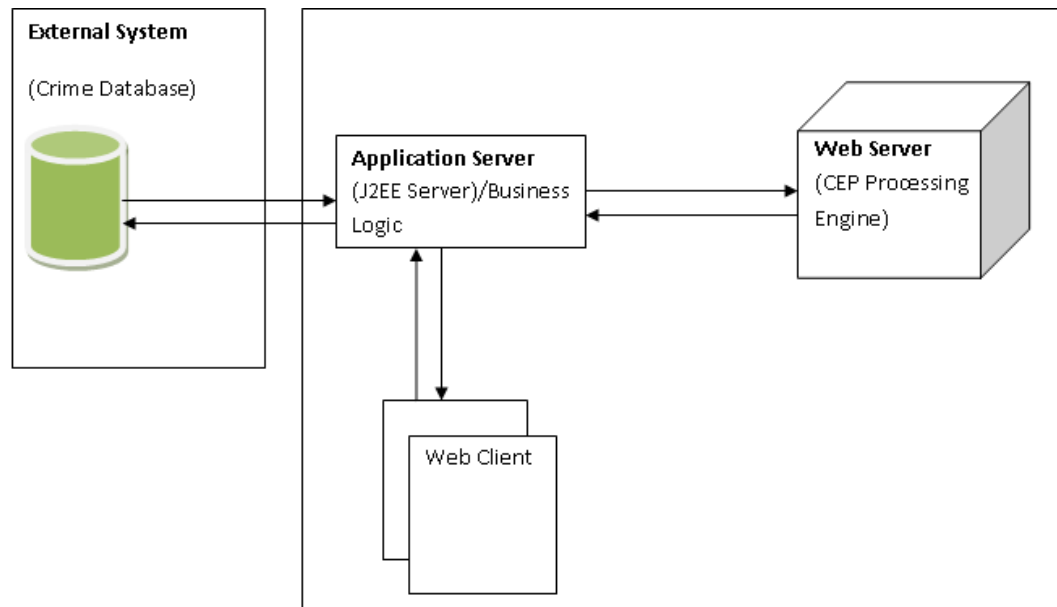 External System
(Crime Database)
Application Server
(J2EE Server)/Business
Logic
Web Server
(CEP Processing
Engine)
Web Client